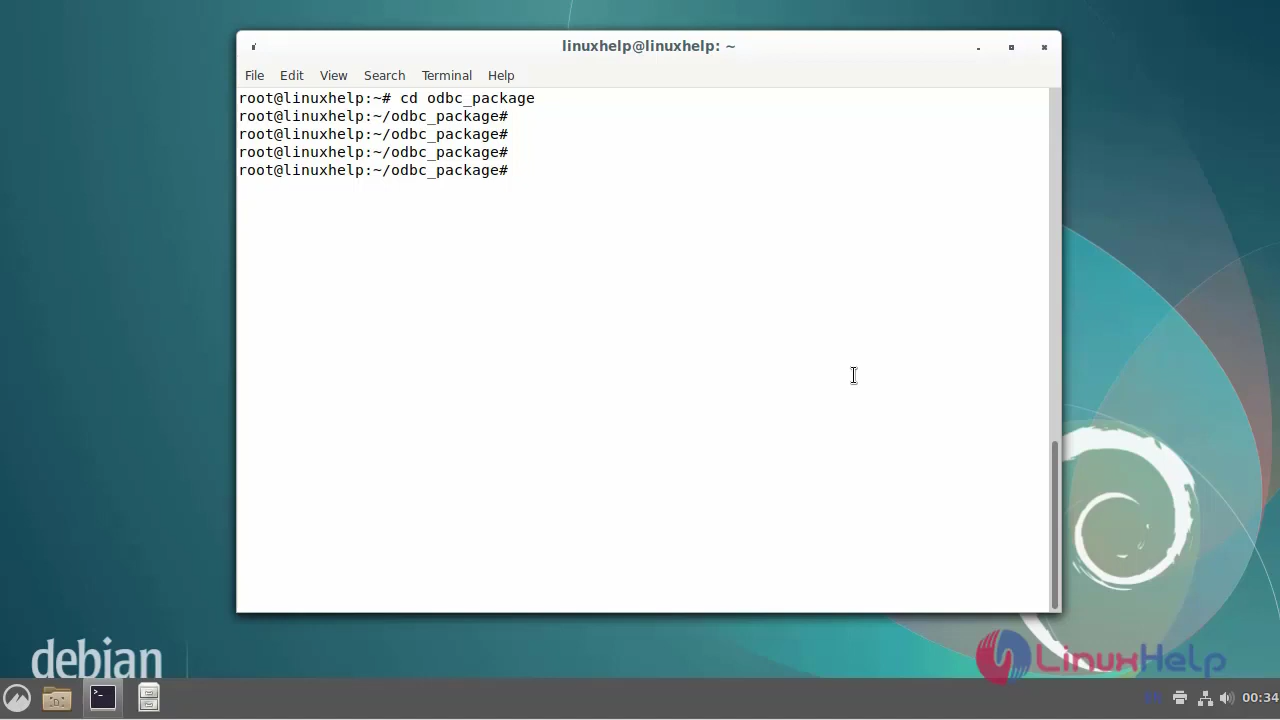 linuxhelp@linuxhelp: ~
File Edit View Search Terminal Help
root@linuxhelp:~# cd odbc_package
root@linuxhelp:~/odbc_package#
root@linuxhelp:~/odbc_package#
root@linuxhelp:~/odbc_package#
root@linuxhelp:~/odbc_package#
debian
LinuxHelp
00:34